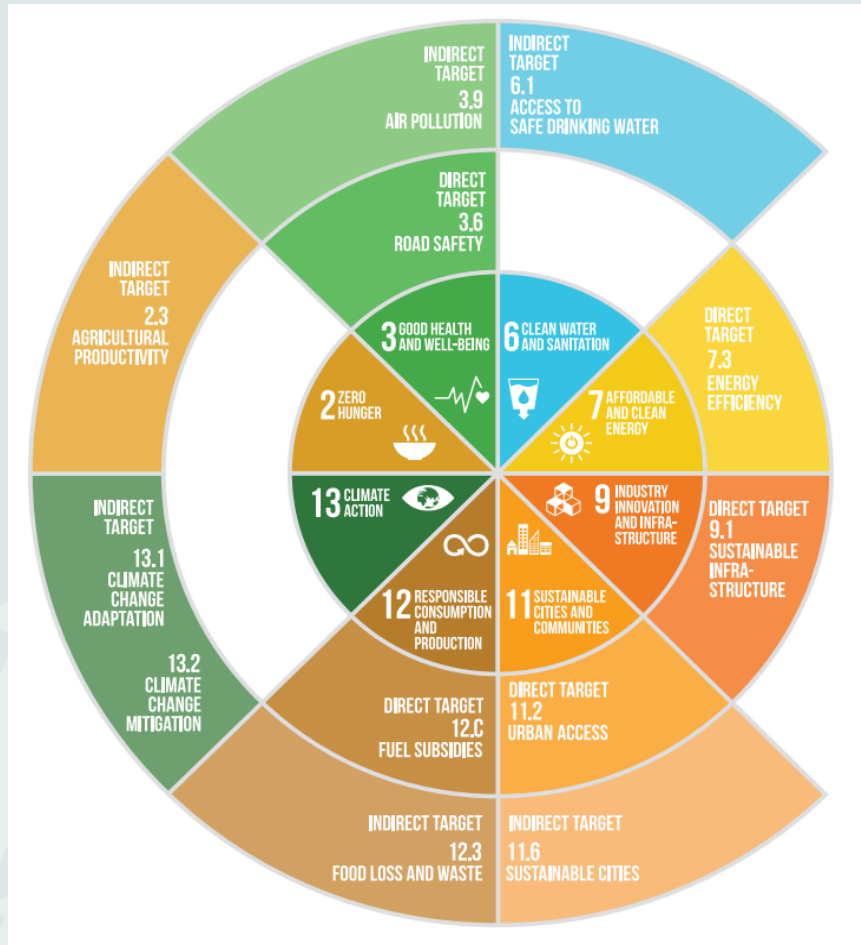 INDIRECT
TARGET
3.9
AIR POLLUTION
INDIRECT
TARGET
6.1
ACCESS TO
SAFE DRINKING WATER
DIRECT
TARGET
3.6
ROAD SAFETY
INDIRECT
TARGET
2.3
AGRICULTURAL
PRODUCTIVITY
DIRECT
TARGET
7.3
ENERGY
EFFICIENCY
3 GOOD HEALTH
AND WELL-BEING
6 CLEAN WATER
AND SANITATION
2 ZERO
HUNGER
7 AFFORDABLE
AND CLEAN
ENERGY
13 CLIMATE
ACTION
9 INDUSTRY
INNOVATION
AND INFRA-
STRUCTURE
12 RESPONSIBLE
CONSUMPTION
AND
PRODUCTION
11 SUSTAINABLE
CITIES AND
COMMUNITIES
INDIRECT
TARGET
13.1
CLIMATE
CHANGE
ADAPTATION
13.2
CLIMATE
CHANGE
MITIGATION
DIRECT TARGET
9.1
SUSTAINABLE
INFRA-
STRUCTURE
DIRECT TARGET
12.C
FUEL SUBSIDIES
DIRECT TARGET
11.2
URBAN ACCESS
INDIRECT TARGET
12.3
FOOD LOSS AND WASTE
INDIRECT TARGET
11.6
SUSTAINABLE CITIES